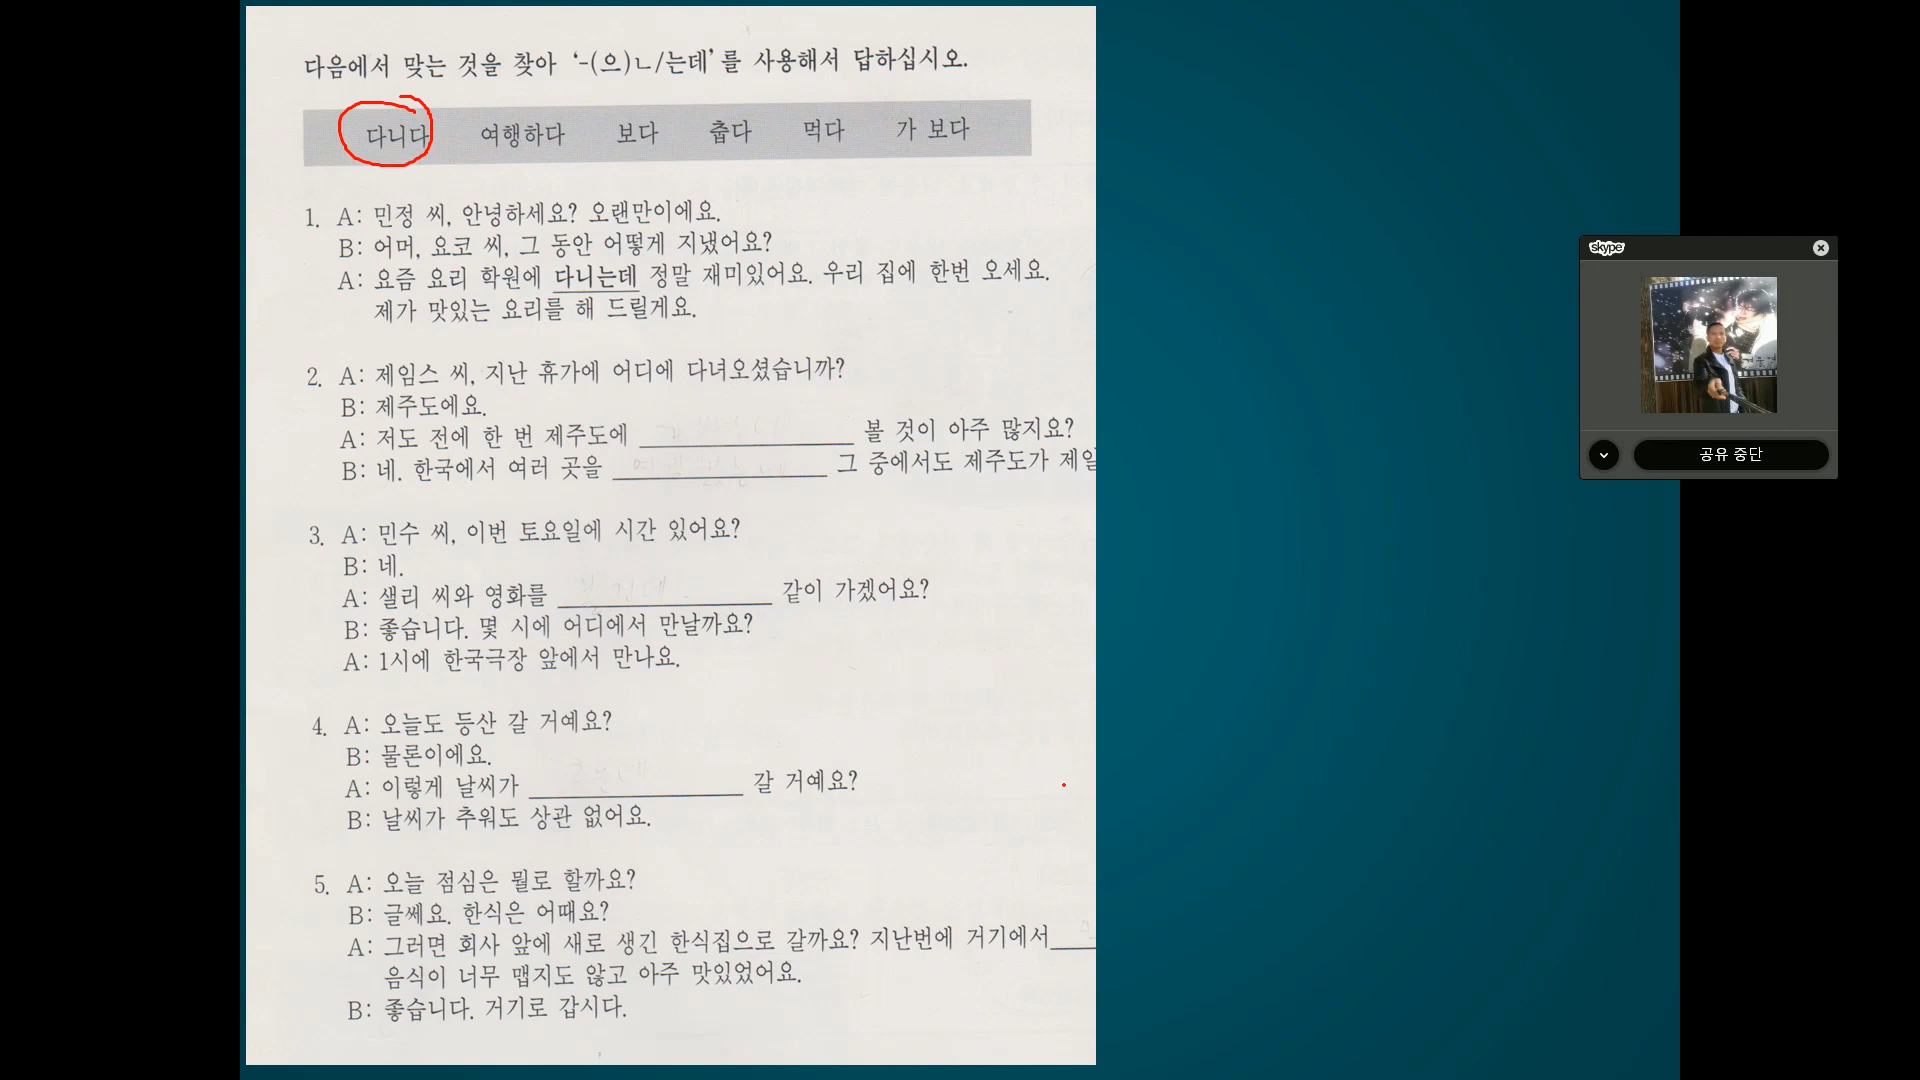 다음에서 맞는 것을 찾아 ‘-(으)ㄴ/는데’를 사용해서 답하십시오.
다니다 여행하다 보다 춥다 먹다 가 보다
1. A: 민정 씨, 안녕하세요? 오랜만이에요.
B: 어머, 요코 씨, 그 동안 어떻게 지냈어요?
A: 요즘 요리 학원에 다니는데 정말 재미있어요. 우리 집에 한번 오세요.
제가 맛있는 요리를 해 드릴게요.
2. A: 제임스 씨, 지난 휴가에 어디에 다녀오셨습니까?
B: 제주도에요.
A: 저도 전에 한 번 제주도에 ____________ 볼 것이 아주 많지요?
B: 네. 한국에서 여러 곳을 ____________ 그 중에서도 제주도가 제일
3. A: 민수 씨, 이번 토요일에 시간 있어요?
B: 네.
A: 샐리 씨와 영화를 ____________ 같이 가겠어요?
B: 좋습니다. 몇 시에 어디에서 만날까요?
A: 1시에 한국극장 앞에서 만나요.
4. A: 오늘도 등산 갈 거예요?
B: 물론이에요.
A: 이렇게 날씨가 ____________ 갈 거예요?
B: 날씨가 추워도 상관 없어요.
5. A: 오늘 점심은 뭘로 할까요?
B: 글쎄요. 한식은 어때요?
A: 그러면 회사 앞에 새로 생긴 한식집으로 갈까요? 지난번에 거기에서___
음식이 너무 맵지도 않고 아주 맛있었어요.
B: 좋습니다. 거기로 갑시다.
skype
공유 중단